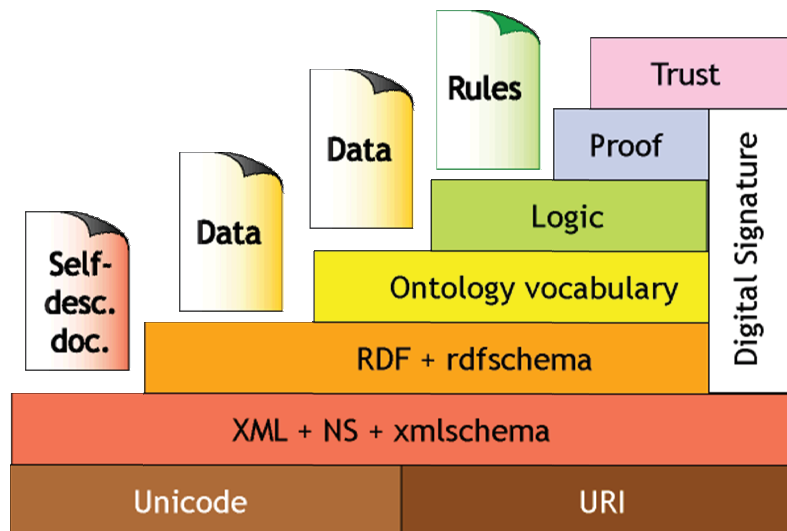 Rules
Trust
Data
Proof
Digital Signature
Data
Logic
Self-
desc.
doc.
Ontology vocabulary
RDF + rdfschema
XML + NS + xmlschema
Unicode
URI